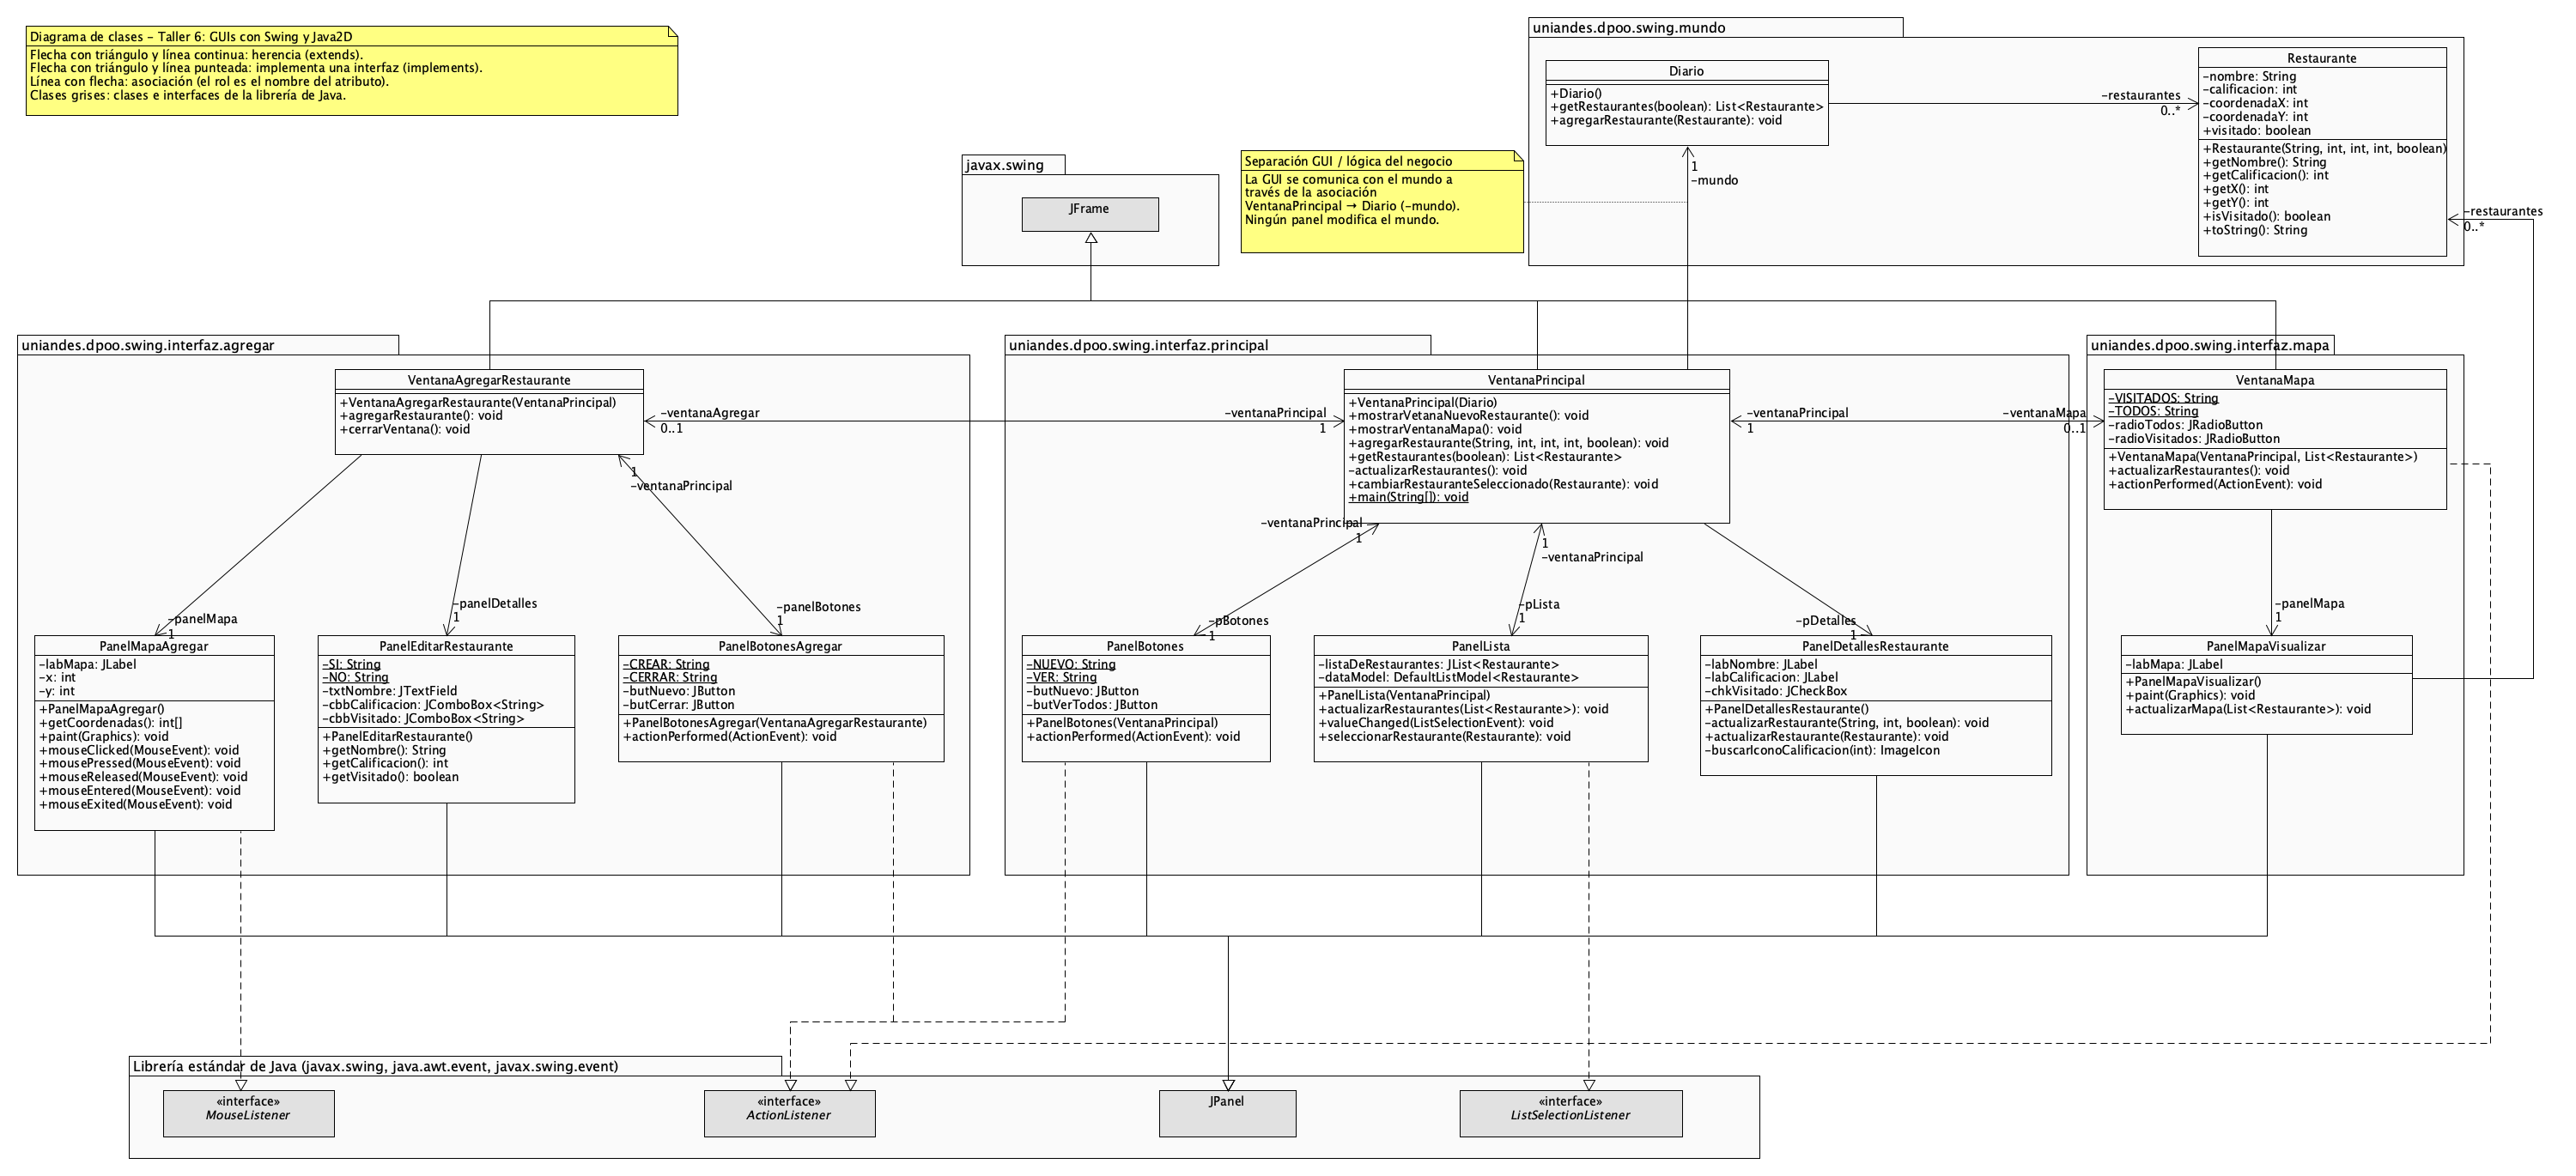 Diagrama de clases – Taller 6: GUIs con Swing y Java2D
Flecha con triángulo y línea continua: herencia (extends).
Flecha con triángulo y línea punteada: implementa una interfaz (implements).
Línea con flecha: asociación (el rol es el nombre del atributo).
Clases grises: clases e interfaces de la librería de Java.
uniandes.dpoo.swing.mundo
Diario
+Diario()
+getRestaurantes(boolean): List<Restaurante>
+agregarRestaurante(Restaurante): void
-restaurantes
0..*
Restaurante
-nombre: String
-calificacion: int
-coordenadaX: int
-coordenadaY: int
+visitado: boolean
+Restaurante(String, int, int, int, boolean)
+getNombre(): String
+getCalificacion(): int
+getX(): int
+getY(): int
+isVisitado(): boolean
+toString(): String
-restaurantes
0..*
javax.swing
JFrame
Separación GUI / lógica del negocio
La GUI se comunica con el mundo a
través de la asociación
VentanaPrincipal → Diario (-mundo).
Ningún panel modifica el mundo.
1
-mundo
uniandes.dpoo.swing.interfaz.agregar
VentanaAgregarRestaurante
+VentanaAgregarRestaurante(VentanaPrincipal)
+agregarRestaurante(): void
+cerrarVentana(): void
-ventanaAgregar
0..1
-ventanaPrincipal
1
1
-ventanaPrincipal
-panelMapa
1
-panelDetalles
1
-panelBotones
1
PanelMapaAgregar
-labMapa: JLabel
-x: int
-y: int
+PanelMapaAgregar()
+getCoordenadas(): int[]
+paint(Graphics): void
+mouseClicked(MouseEvent): void
+mousePressed(MouseEvent): void
+mouseReleased(MouseEvent): void
+mouseEntered(MouseEvent): void
+mouseExited(MouseEvent): void
PanelEditarRestaurante
-SI: String
-NO: String
-txtNombre: JTextField
-cbbCalificacion: JComboBox<String>
-cbbVisitado: JComboBox<String>
+PanelEditarRestaurante()
+getNombre(): String
+getCalificacion(): int
+getVisitado(): boolean
PanelBotonesAgregar
-CREAR: String
-CERRAR: String
-butNuevo: JButton
-butCerrar: JButton
+PanelBotonesAgregar(VentanaAgregarRestaurante)
+actionPerformed(ActionEvent): void
uniandes.dpoo.swing.interfaz.principal
VentanaPrincipal
+VentanaPrincipal(Diario)
+mostrarVetanaNuevoRestaurante(): void
+mostrarVentanaMapa(): void
+agregarRestaurante(String, int, int, int, boolean): void
+getRestaurantes(boolean): List<Restaurante>
-actualizarRestaurantes(): void
+cambiarRestauranteSeleccionado(Restaurante): void
+main(String[]): void
-ventanaPrincipal
1
-ventanaMapa
0..1
-ventanaPrincipal
1
1
-ventanaPrincipal
-pBotones
1
-pLista
1
-pDetalles
1
PanelBotones
-NUEVO: String
-VER: String
-butNuevo: JButton
-butVerTodos: JButton
+PanelBotones(VentanaPrincipal)
+actionPerformed(ActionEvent): void
PanelLista
-listaDeRestaurantes: JList<Restaurante>
-dataModel: DefaultListModel<Restaurante>
+PanelLista(VentanaPrincipal)
+actualizarRestaurantes(List<Restaurante>): void
+valueChanged(ListSelectionEvent): void
+seleccionarRestaurante(Restaurante): void
PanelDetallesRestaurante
-labNombre: JLabel
-labCalificacion: JLabel
-chkVisitado: JCheckBox
+PanelDetallesRestaurante()
-actualizarRestaurante(String, int, boolean): void
+actualizarRestaurante(Restaurante): void
-buscarIconoCalificacion(int): ImageIcon
uniandes.dpoo.swing.interfaz.mapa
VentanaMapa
-VISITADOS: String
-TODOS: String
-radioTodos: JRadioButton
-radioVisitados: JRadioButton
+VentanaMapa(VentanaPrincipal, List<Restaurante>)
+actualizarRestaurantes(): void
+actionPerformed(ActionEvent): void
-panelMapa
1
PanelMapaVisualizar
-labMapa: JLabel
+PanelMapaVisualizar()
+paint(Graphics): void
+actualizarMapa(List<Restaurante>): void
Librería estándar de Java (javax.swing, java.awt.event, javax.swing.event)
«interface»
MouseListener
«interface»
ActionListener
JPanel
«interface»
ListSelectionListener